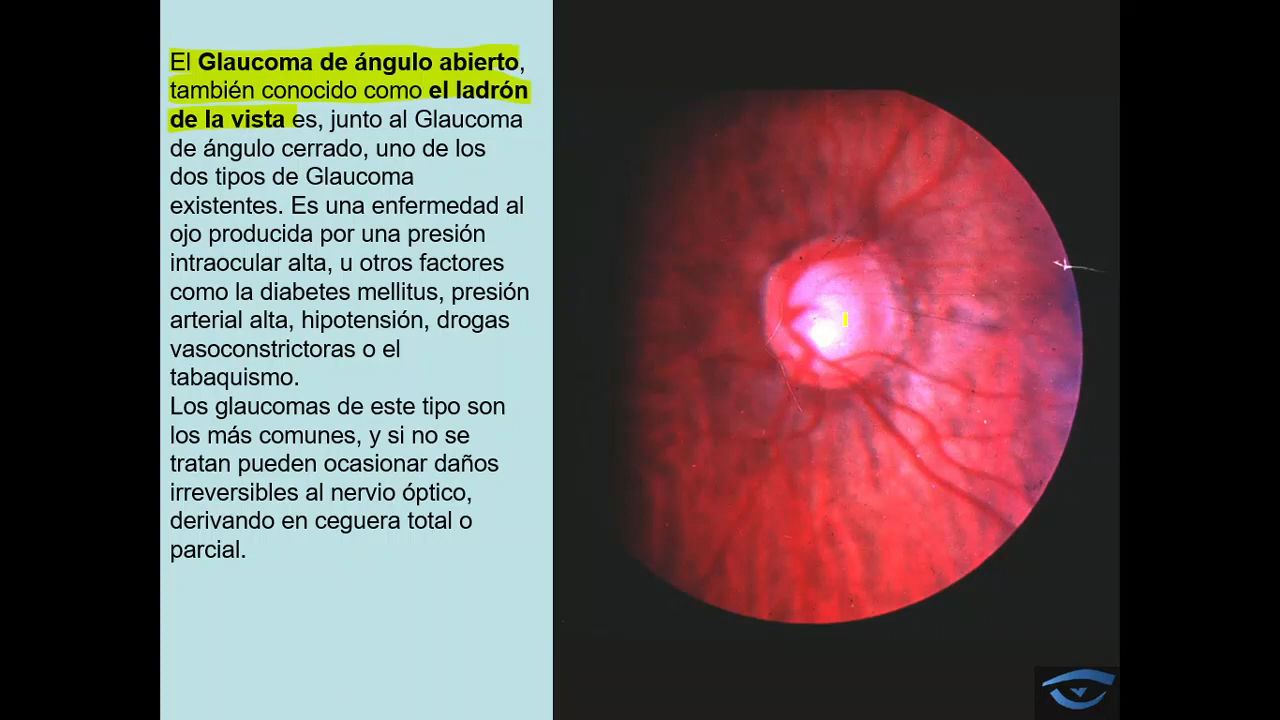 El Glaucoma de ángulo abierto,
también conocido como el ladrón
de la vista es, junto al Glaucoma
de ángulo cerrado, uno de los
dos tipos de Glaucoma
existentes. Es una enfermedad al
ojo producida por una presión
intraocular alta, u otros factores
como la diabetes mellitus, presión
arterial alta, hipotensión, drogas
vasoconstrictoras o el
tabaquismo.
Los glaucomas de este tipo son
los más comunes, y si no se
tratan pueden ocasionar daños
irreversibles al nervio óptico,
derivando en ceguera total o
parcial.